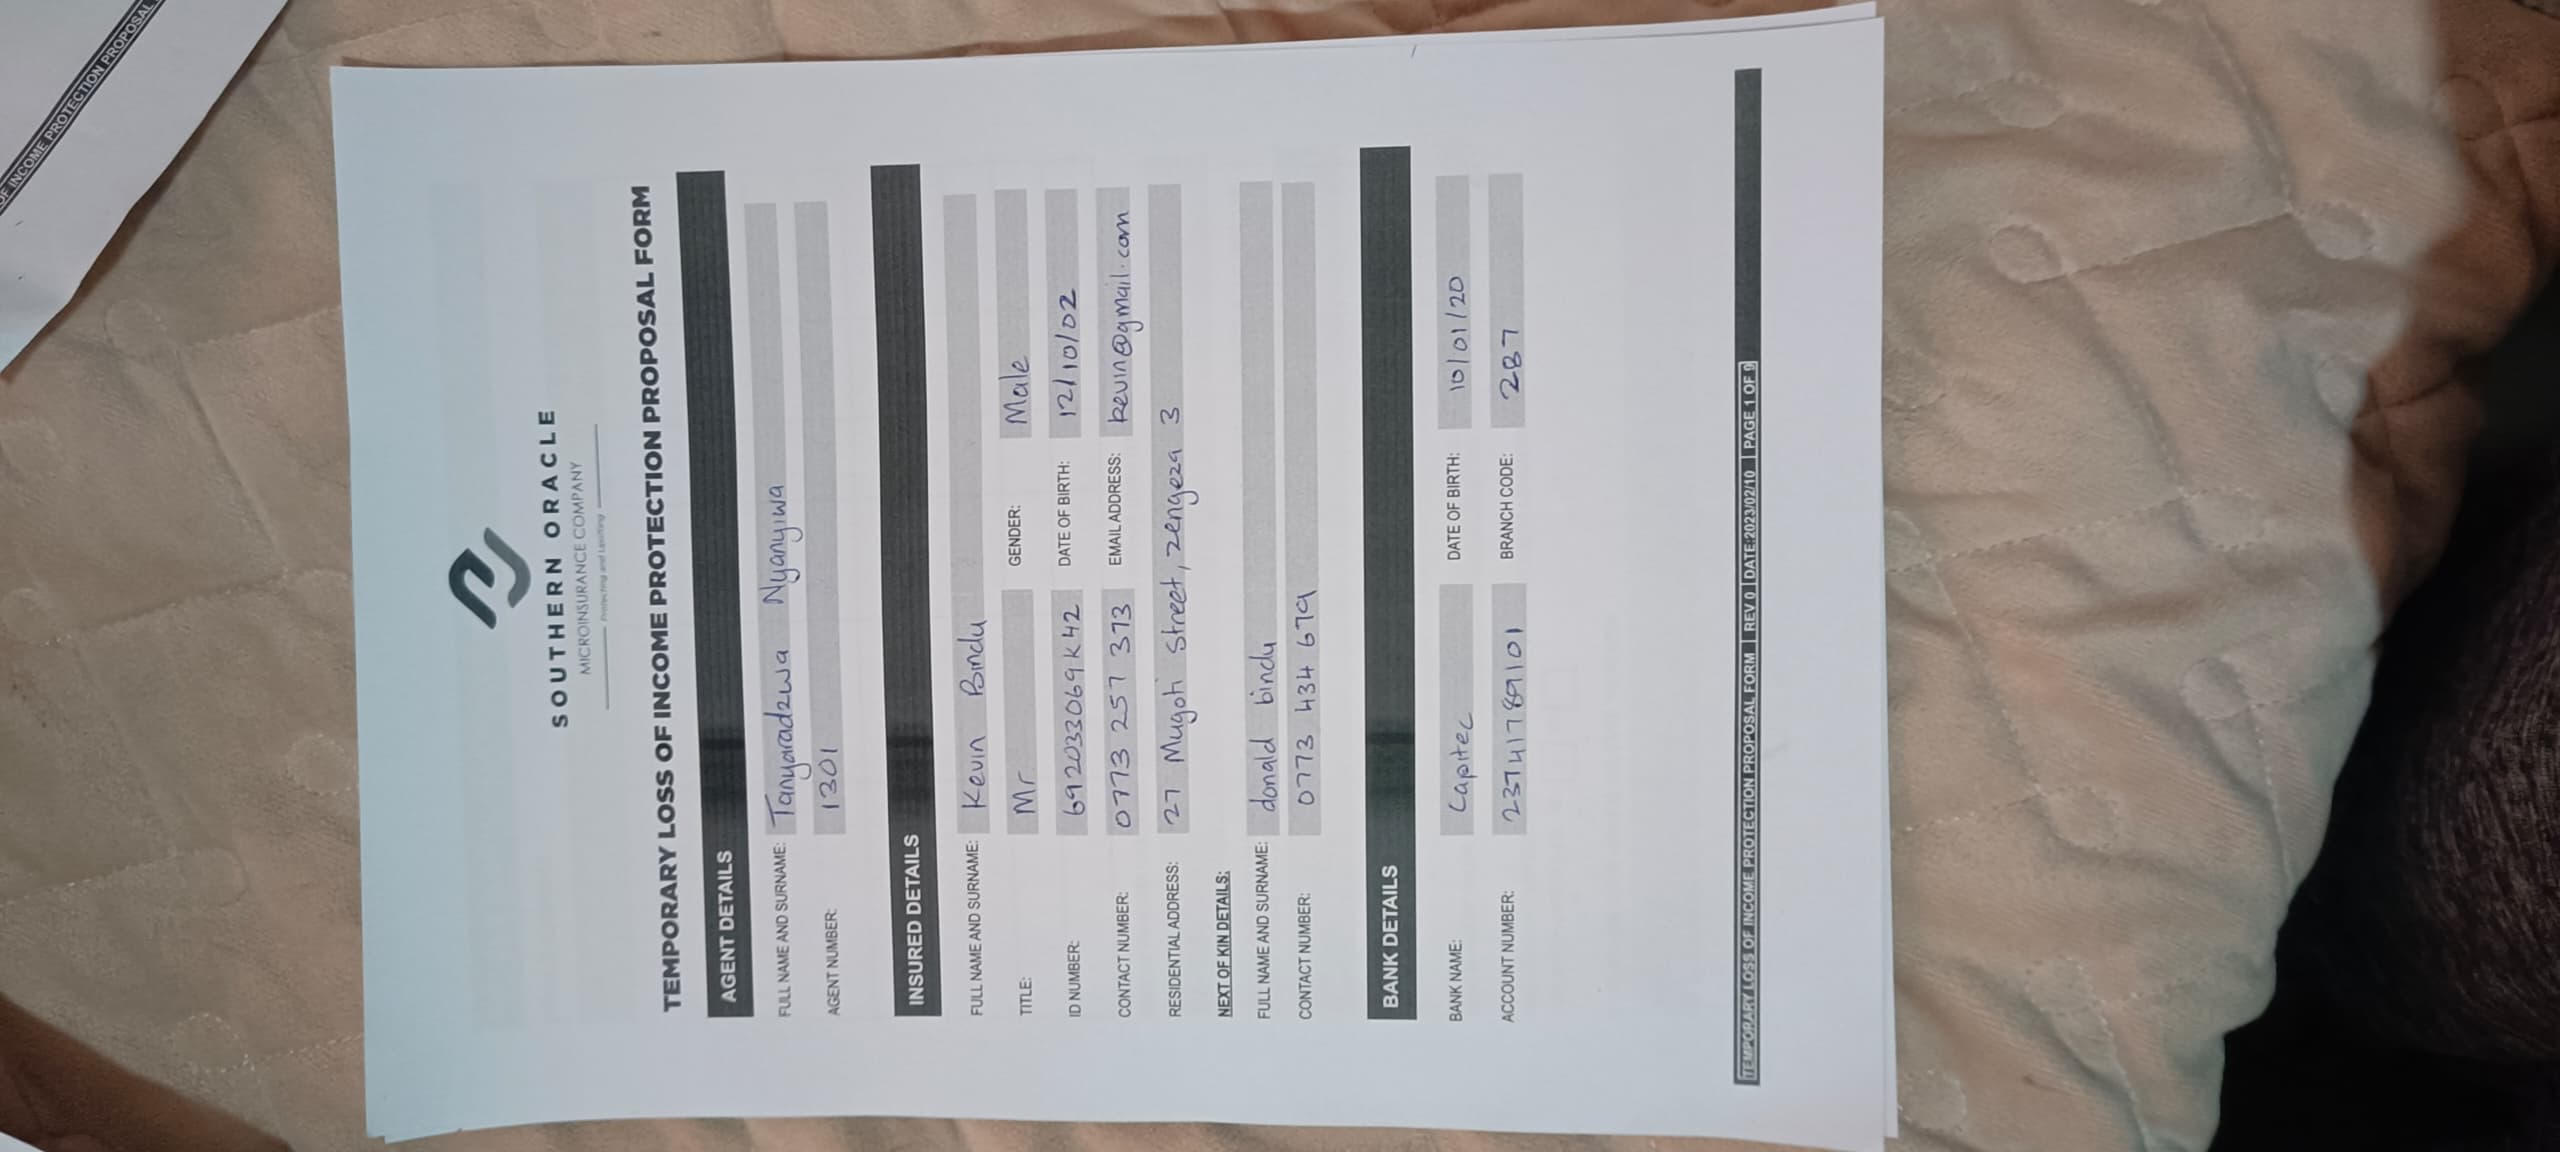 OF INCOME PROTECTION PROPOSAL
SOUTHERN ORACLE
MICROINSURANCE COMPANY
Protecting and Uplifting
TEMPORARY LOSS OF INCOME PROTECTION PROPOSAL FORM
AGENT DETAILS
FULL NAME AND SURNAME: Tanyaradzwa Nyanyiwa
AGENT NUMBER: 1301
INSURED DETAILS
FULL NAME AND SURNAME: Kevin Bindu
TITLE: Mr GENDER: Male
ID NUMBER: 692033069K42 DATE OF BIRTH: 12/10/02
CONTACT NUMBER: 0773 257 373 EMAIL ADDRESS: kevin@gmail.com
RESIDENTIAL ADDRESS: 27 Mugoti Street, zengeza 3
NEXT OF KIN DETAILS:
FULL NAME AND SURNAME: donald bindu
CONTACT NUMBER: 0773 434 679
BANK DETAILS
BANK NAME: Capitec DATE OF BIRTH: 10/01/20
ACCOUNT NUMBER: BRANCH CODE: 287
TEMPORARY LOSS OF INCOME PROTECTION PROPOSAL FORM | REV 0 | DATE:2023/02/10 | PAGE 1 OF 9